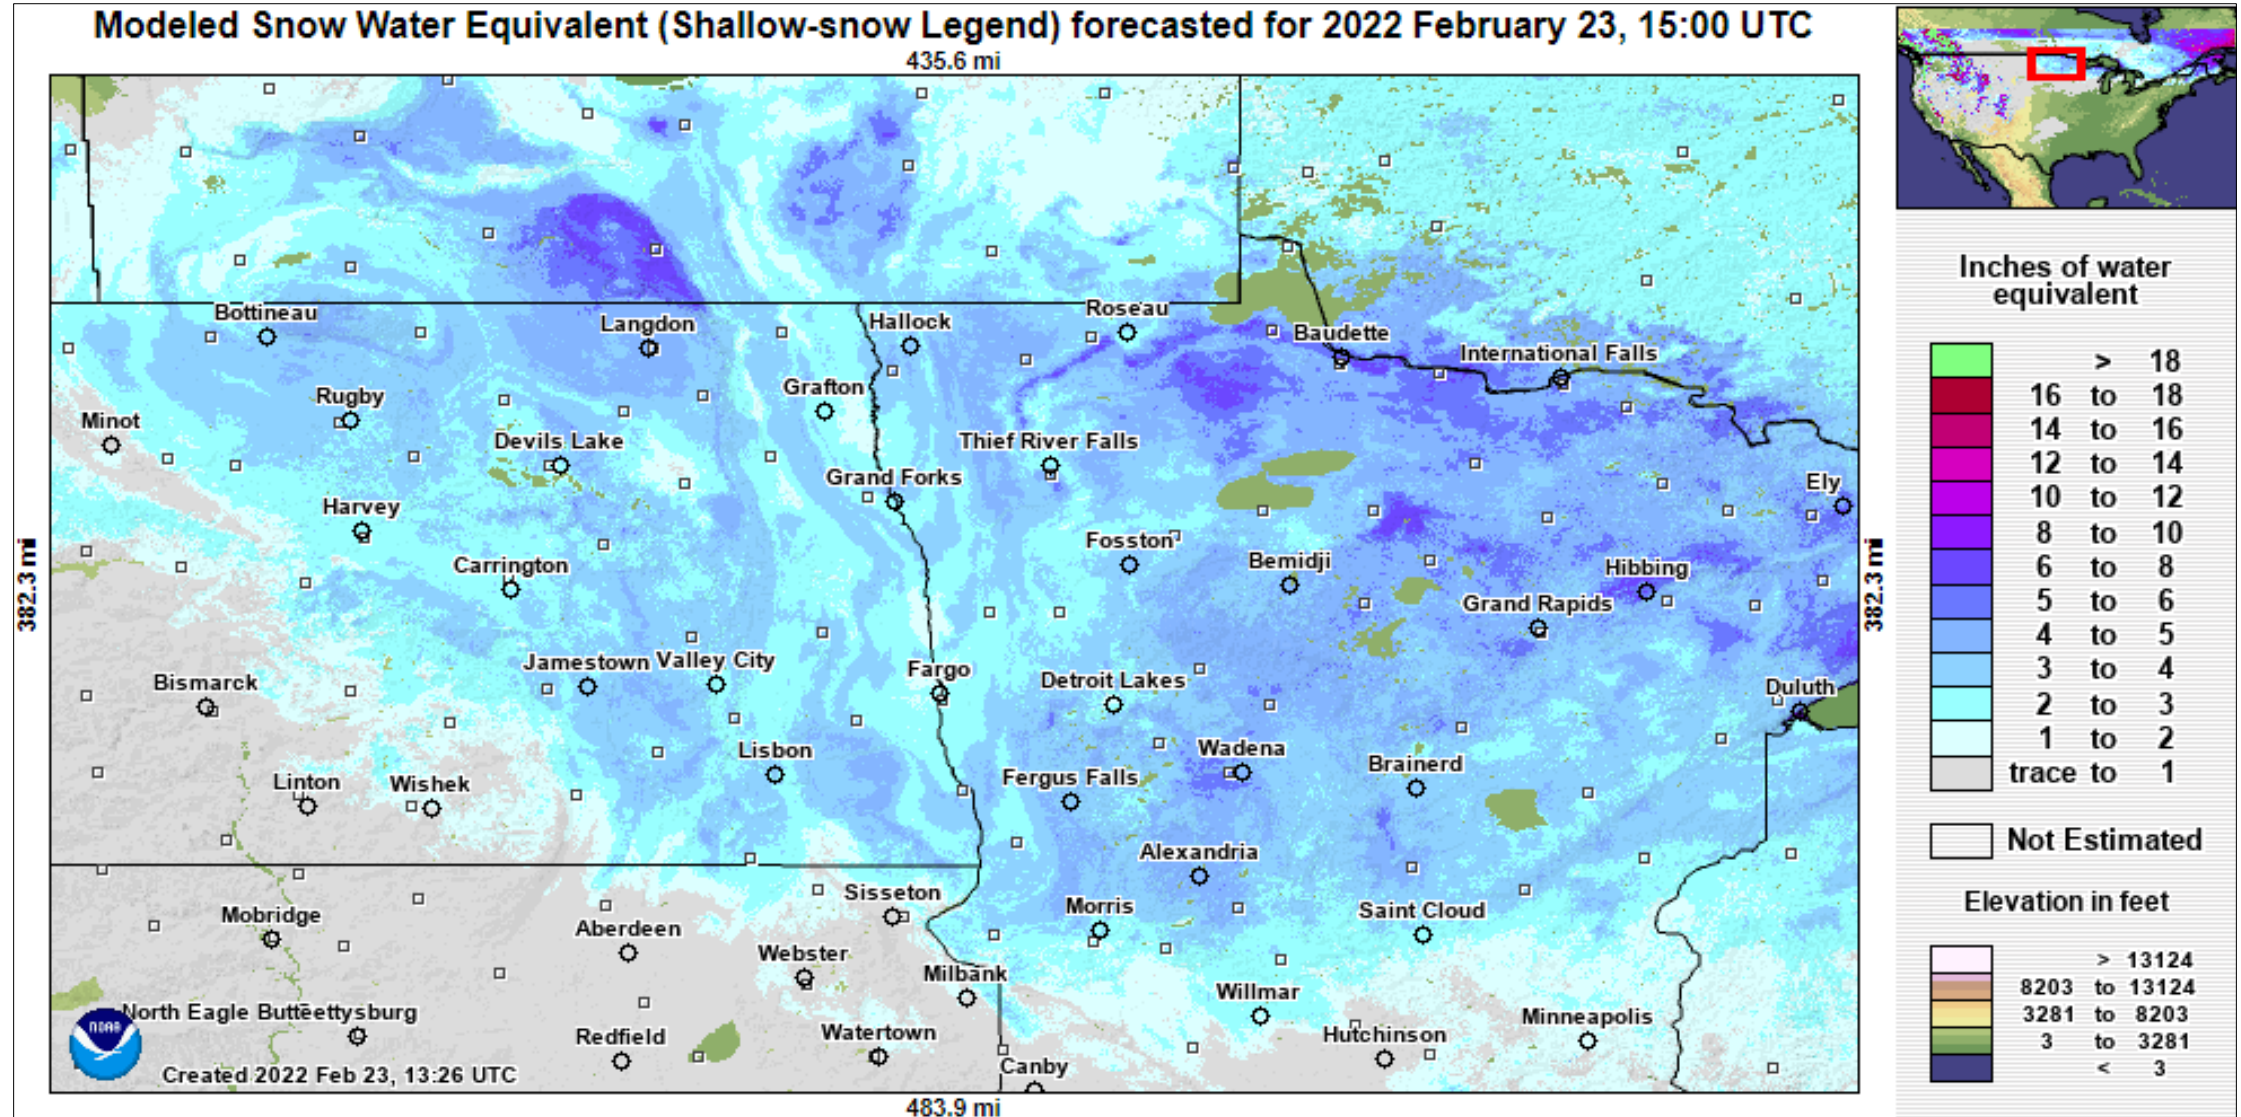 Modeled Snow Water Equivalent (Shallow-snow Legend) forecasted for 2022 February 23, 15:00 UTC
435.6 mi
382.3 mi
Bottineau
Langdon
Hallock
Roseau
Baudette
International Falls
Rugby
Grafton
Minot
Devils Lake
Thief River Falls
Grand Forks
Ely
Harvey
Carrington
Fosston
Bemidji
Hibbing
Grand Rapids
Jamestown
Valley City
Fargo
Detroit Lakes
Bismarck
Duluth
Lisbon
Wadena
Brainerd
Linton
Wishek
Fergus Falls
Alexandria
Sisseton
Morris
Saint Cloud
Mobridge
Aberdeen
Webster
Milbank
Willmar
North Eagle Butteettysburg
Redfield
Watertown
Hutchinson
Minneapolis
Canby
NOAA
Created 2022 Feb 23, 13:26 UTC
382.3 mi
483.9 mi
Inches of water
equivalent
> 18
16 to 18
14 to 16
12 to 14
10 to 12
8 to 10
6 to 8
5 to 6
4 to 5
3 to 4
2 to 3
1 to 2
trace to 1
Not Estimated
Elevation in feet
> 13124
8203 to 13124
3281 to 8203
3 to 3281
< 3